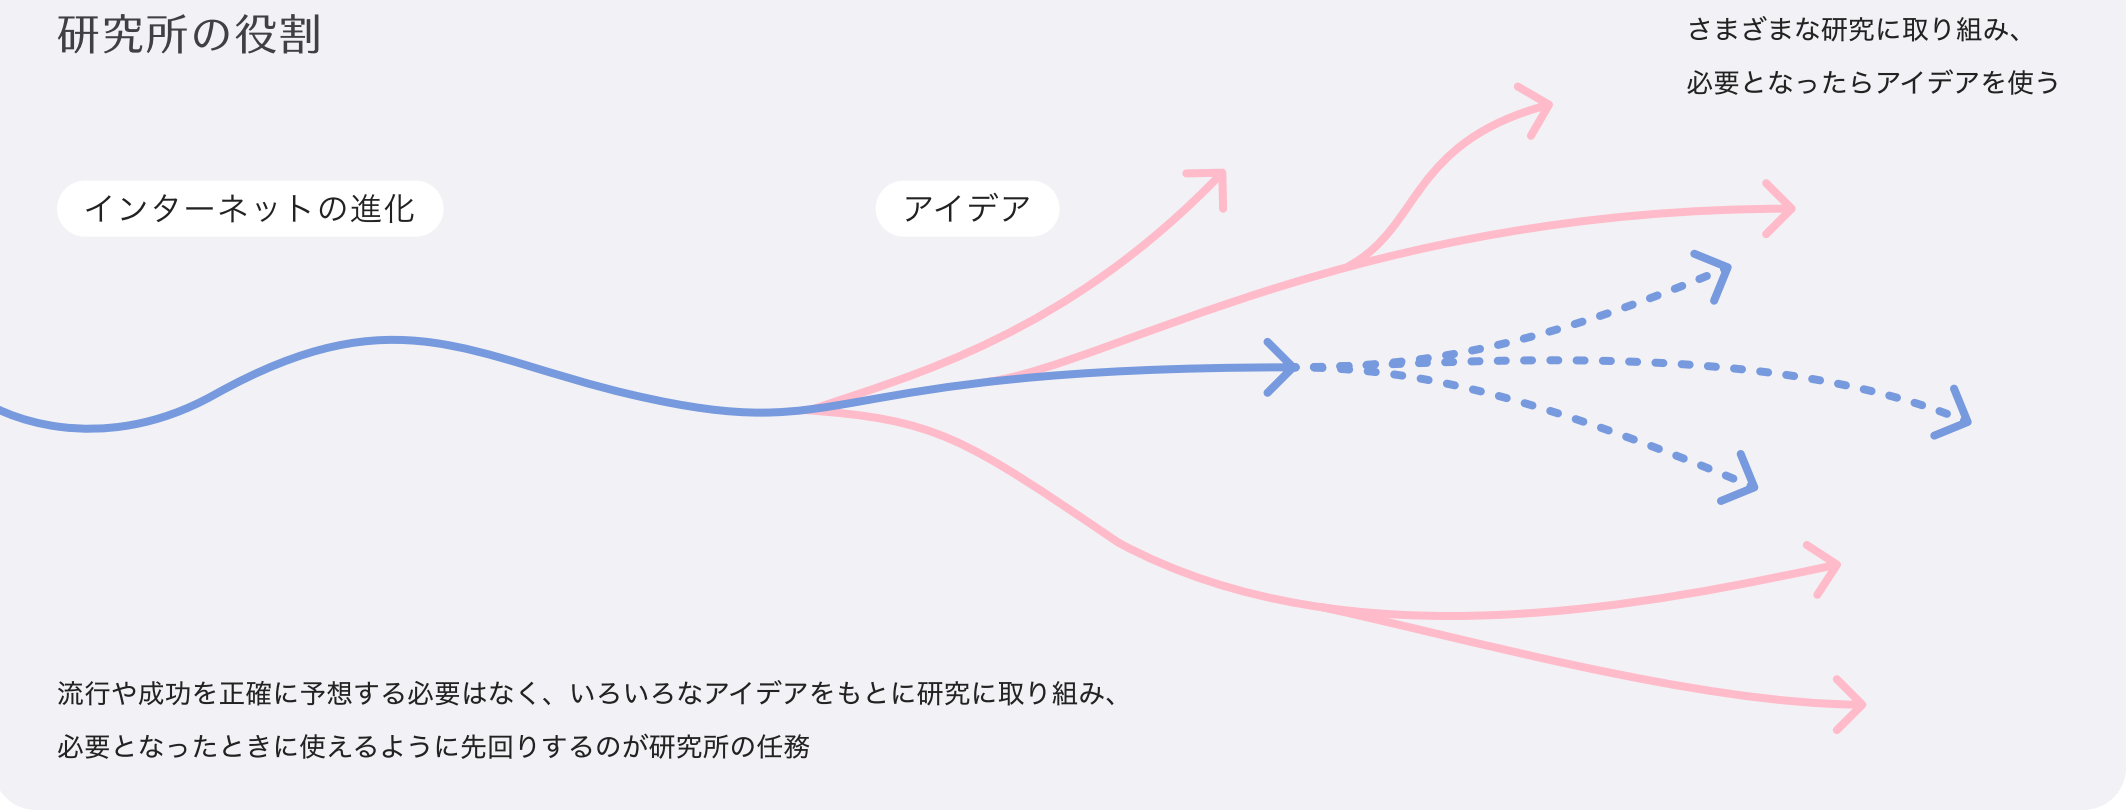 研究所の役割
さまざまな研究に取り組み、
必要となったらアイデアを使う
インターネットの進化
アイデア
流行や成功を正確に予想する必要はなく、いろいろなアイデアをもとに研究に取り組み、
必要となったときに使えるように先回りするのが研究所の任務